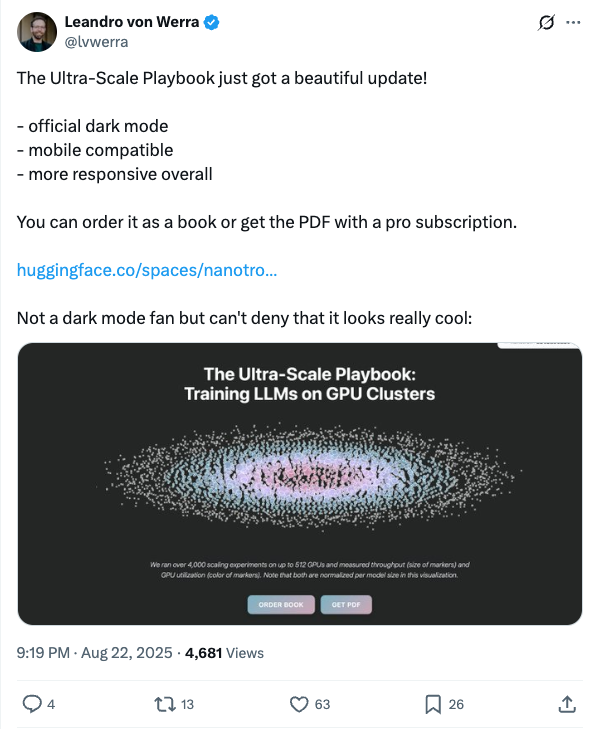 Leandro von Werra
@lvwerra
The Ultra-Scale Playbook just got a beautiful update!
- official dark mode
- mobile compatible
- more responsive overall
You can order it as a book or get the PDF with a pro subscription.
huggingface.co/spaces/nanotro...
Not a dark mode fan but can't deny that it looks really cool:
The Ultra-Scale Playbook:
Training LLMs on GPU Clusters
We ran over 4,000 scaling experiments on up to 512 GPUs and measured throughput (size of markers) and
GPU utilization (color of markers). Note that both are normalized per model size in this visualization.
ORDER BOOK GET PDF
9:19 PM · Aug 22, 2025 · 4,681 Views
4 13 63 26